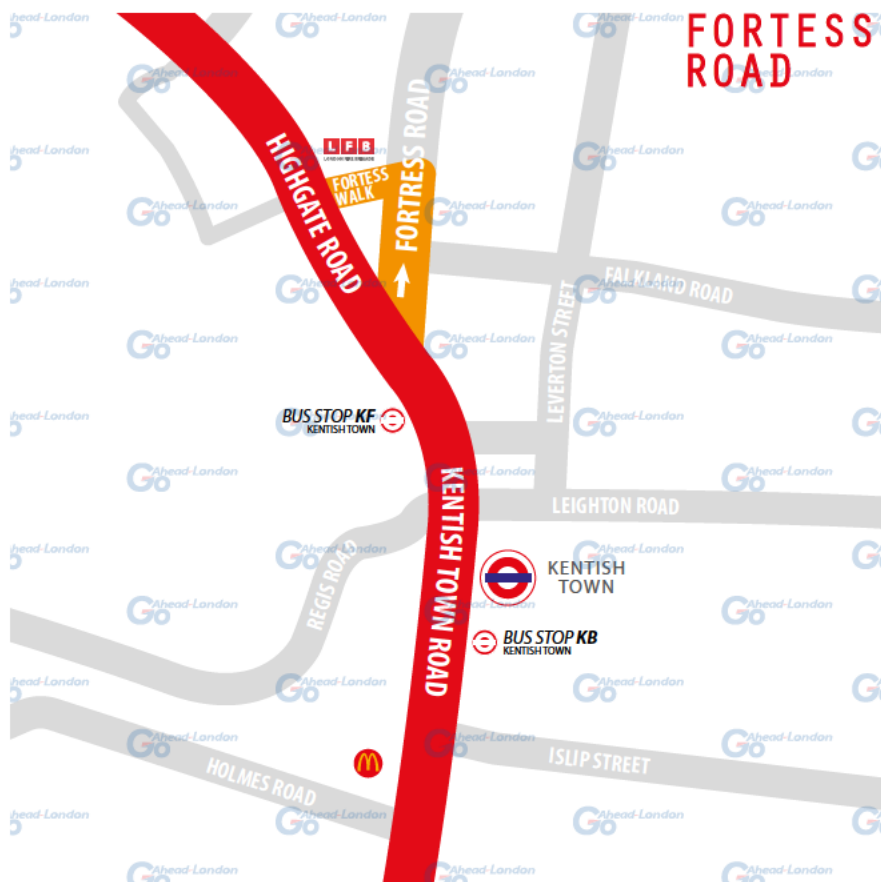 FORTESS
ROAD
HIGHGATE ROAD
LFB
FORTESS
WALK
FORTRESS ROAD
FALKLAND ROAD
LEVERTON STREET
BUS STOP KF
KENTISH TOWN
KENTISH TOWN ROAD
LEIGHTON ROAD
REGIS ROAD
KENTISH
TOWN
BUS STOP KB
KENTISH TOWN
ISLIP STREET
HOLMES ROAD
Go Ahead-London